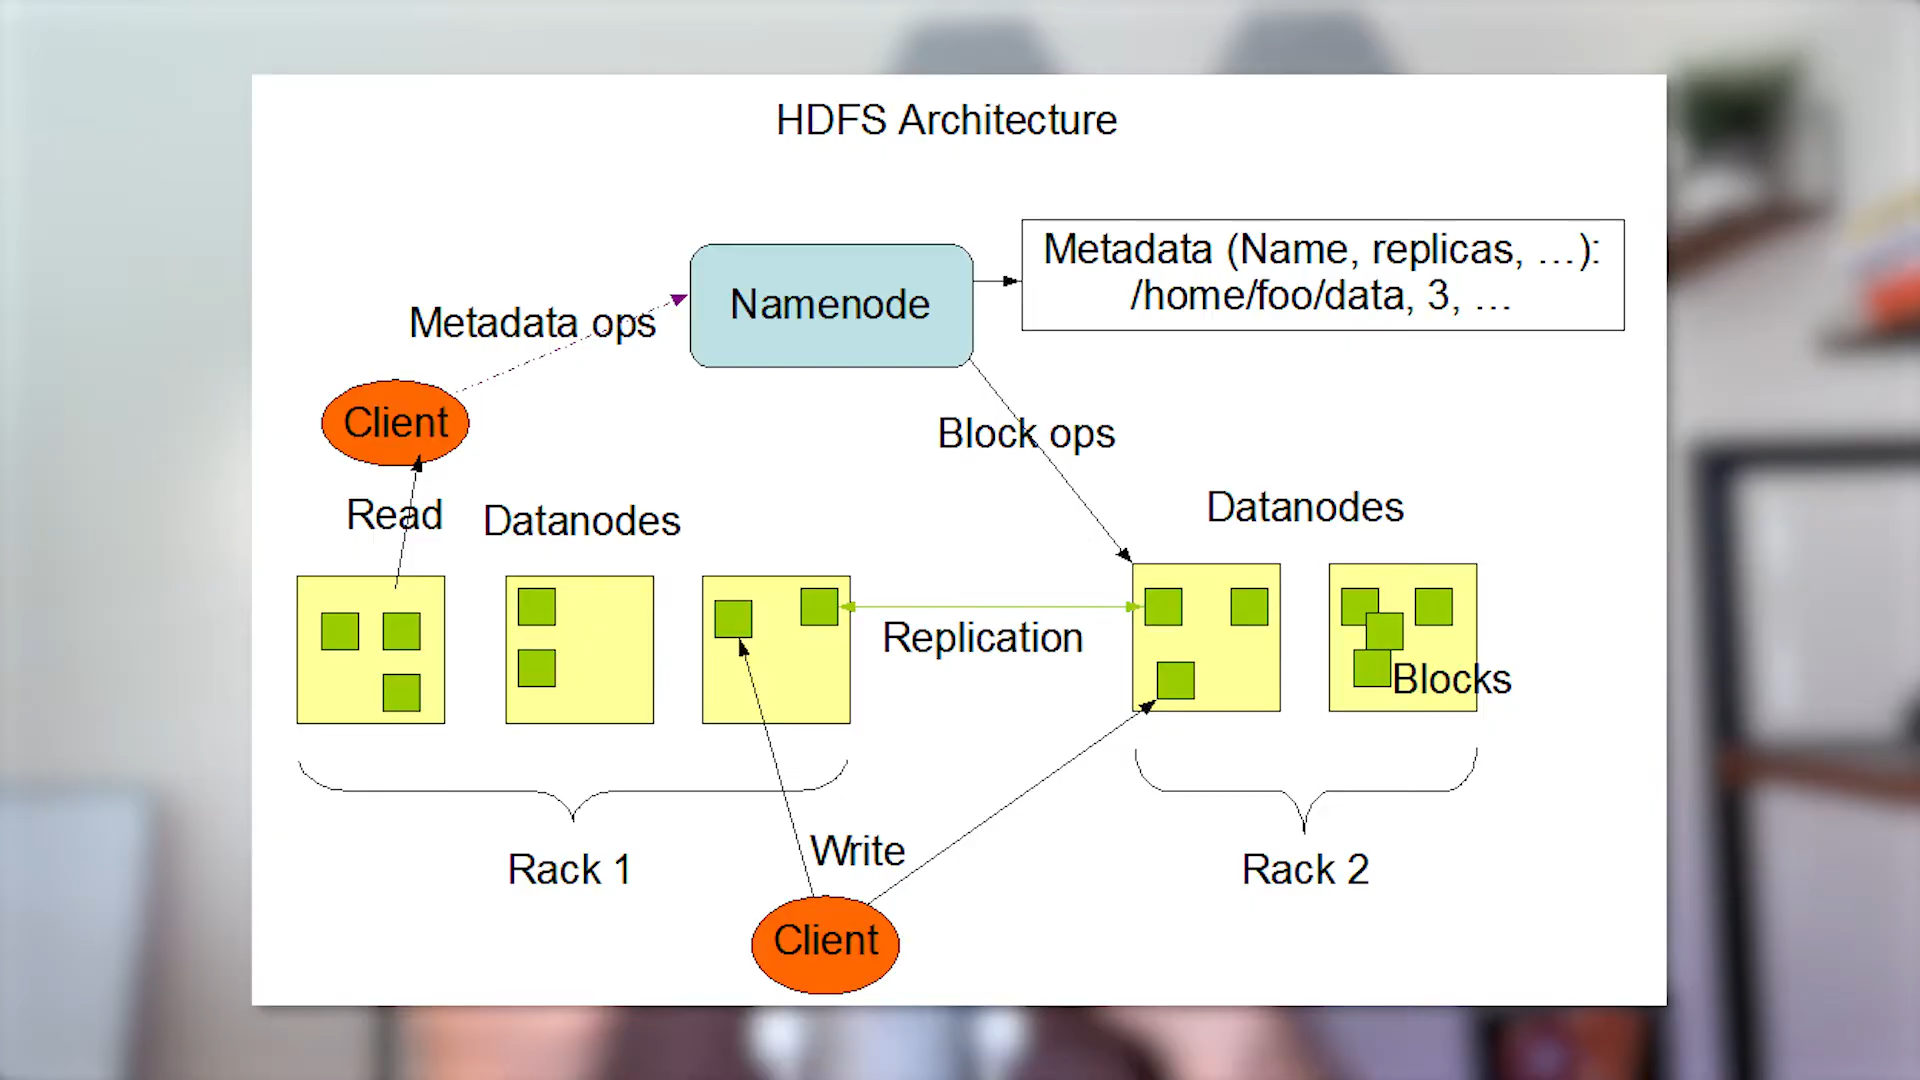 HDFS Architecture
Metadata (Name, replicas, ...):
/home/foo/data, 3, ...
Namenode
Metadata ops
Client
Block ops
Read
Datanodes
Datanodes
Replication
Blocks
Write
Rack 1
Rack 2
Client